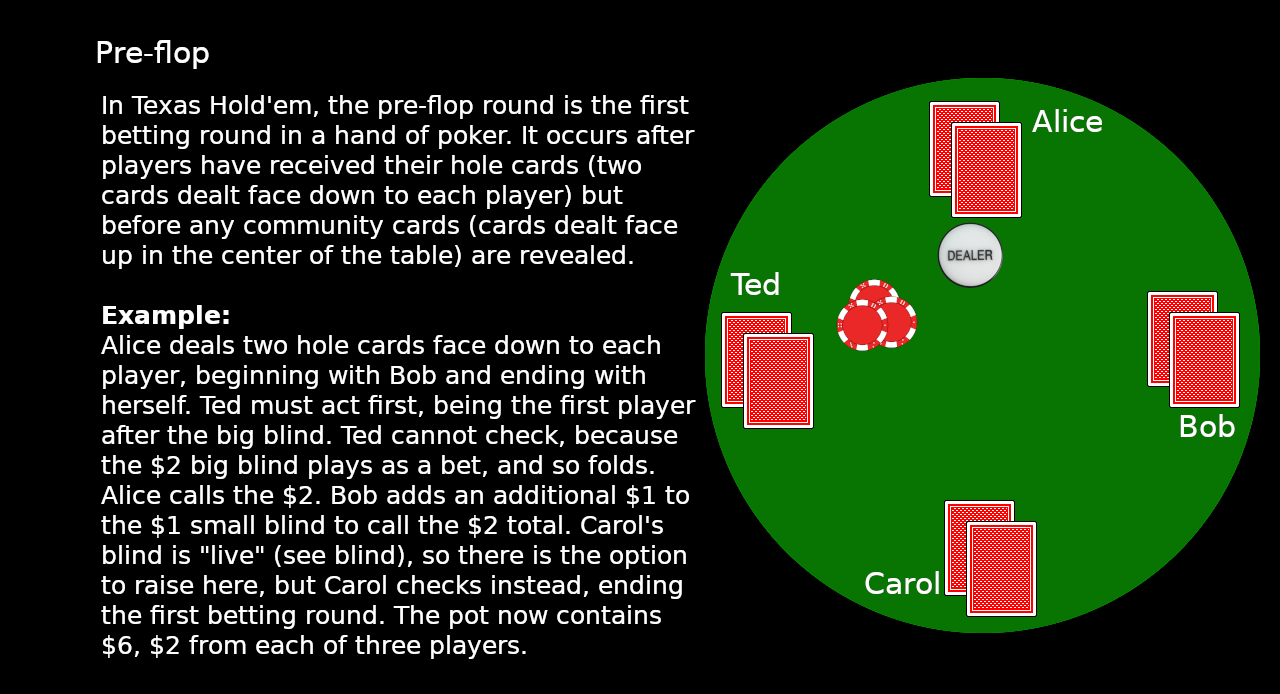 Pre-flop
In Texas Hold'em, the pre-flop round is the first
betting round in a hand of poker. It occurs after
players have received their hole cards (two
cards dealt face down to each player) but
before any community cards (cards dealt face
up in the center of the table) are revealed.
Example:
Alice deals two hole cards face down to each
player, beginning with Bob and ending with
herself. Ted must act first, being the first player
after the big blind. Ted cannot check, because
the $2 big blind plays as a bet, and so folds.
Alice calls the $2. Bob adds an additional $1 to
the $1 small blind to call the $2 total. Carol's
blind is "live" (see blind), so there is the option
to raise here, but Carol checks instead, ending
the first betting round. The pot now contains
$6, $2 from each of three players.
Alice
DEALER
Ted
Bob
Carol